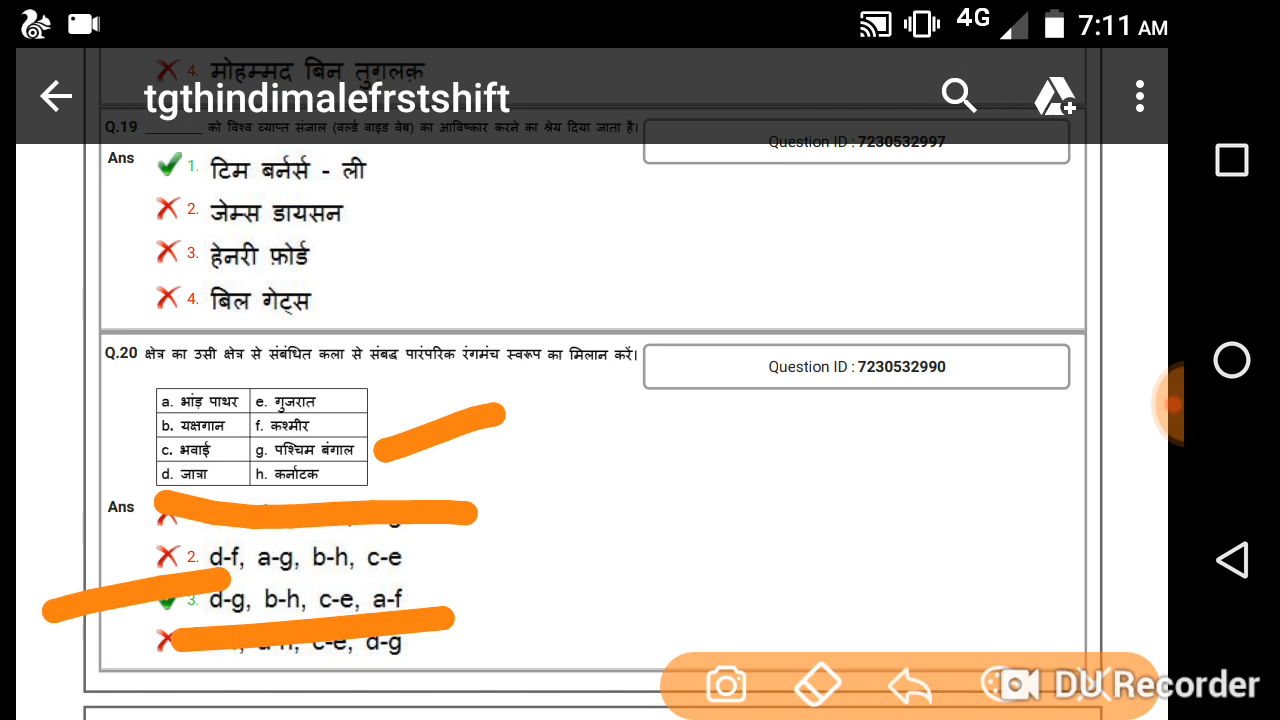 4G 7:11 AM
4. मोहम्मद बिन तुगलक़
tgthindimalefrstshift
Q.19 ______ को विश्व व्याप्त संजाल (वर्ल्ड वाइड वेब) का आविष्कार करने का श्रेय दिया जाता है।
Question ID : 7230532997
Ans
1. टिम बर्नर्स - ली
2. जेम्स डायसन
3. हेनरी फ़ोर्ड
4. बिल गेट्स
Q.20 क्षेत्र का उसी क्षेत्र से संबंधित कला से संबद्ध पारंपरिक रंगमंच स्वरूप का मिलान करें।
Question ID : 7230532990
a. भांड़ पाथर e. गुजरात
b. यक्षगान f. कश्मीर
c. भवाई g. पश्चिम बंगाल
d. जात्रा h. कर्नाटक
Ans
2. d-f, a-g, b-h, c-e
3. d-g, b-h, c-e, a-f
c-e, d-g
DU Recorder